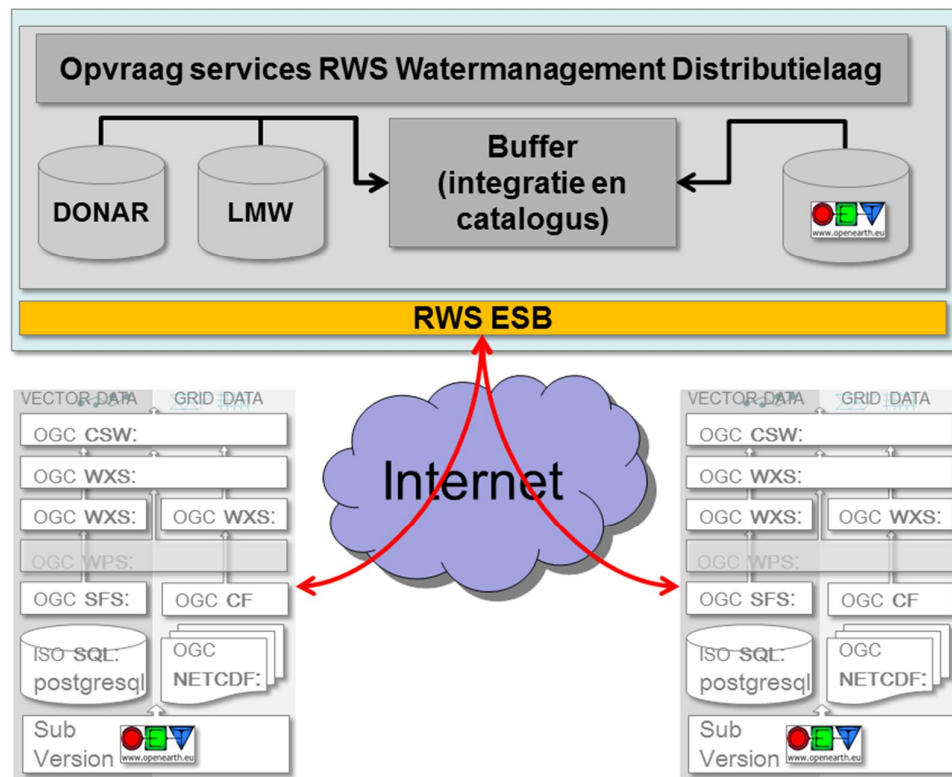 Opvraag services RWS Watermanagement Distributielaag
DONAR
LMW
Buffer
(integratie en
catalogus)
www.openearth.eu
RWS ESB
Internet
VECTOR DATA
GRID DATA
OGC CSW:
OGC WXS:
OGC WXS:
OGC WXS:
OGC WPS:
OGC SFS:
OGC CF
ISO SQL:
postgresql
OGC
NETCDF:
Sub
Version
www.openearth.eu
VECTOR DATA
GRID DATA
OGC CSW:
OGC WXS:
OGC WXS:
OGC WXS:
OGC WPS:
OGC SFS:
OGC CF
ISO SQL:
postgresql
OGC
NETCDF:
Sub
Version
www.openearth.eu